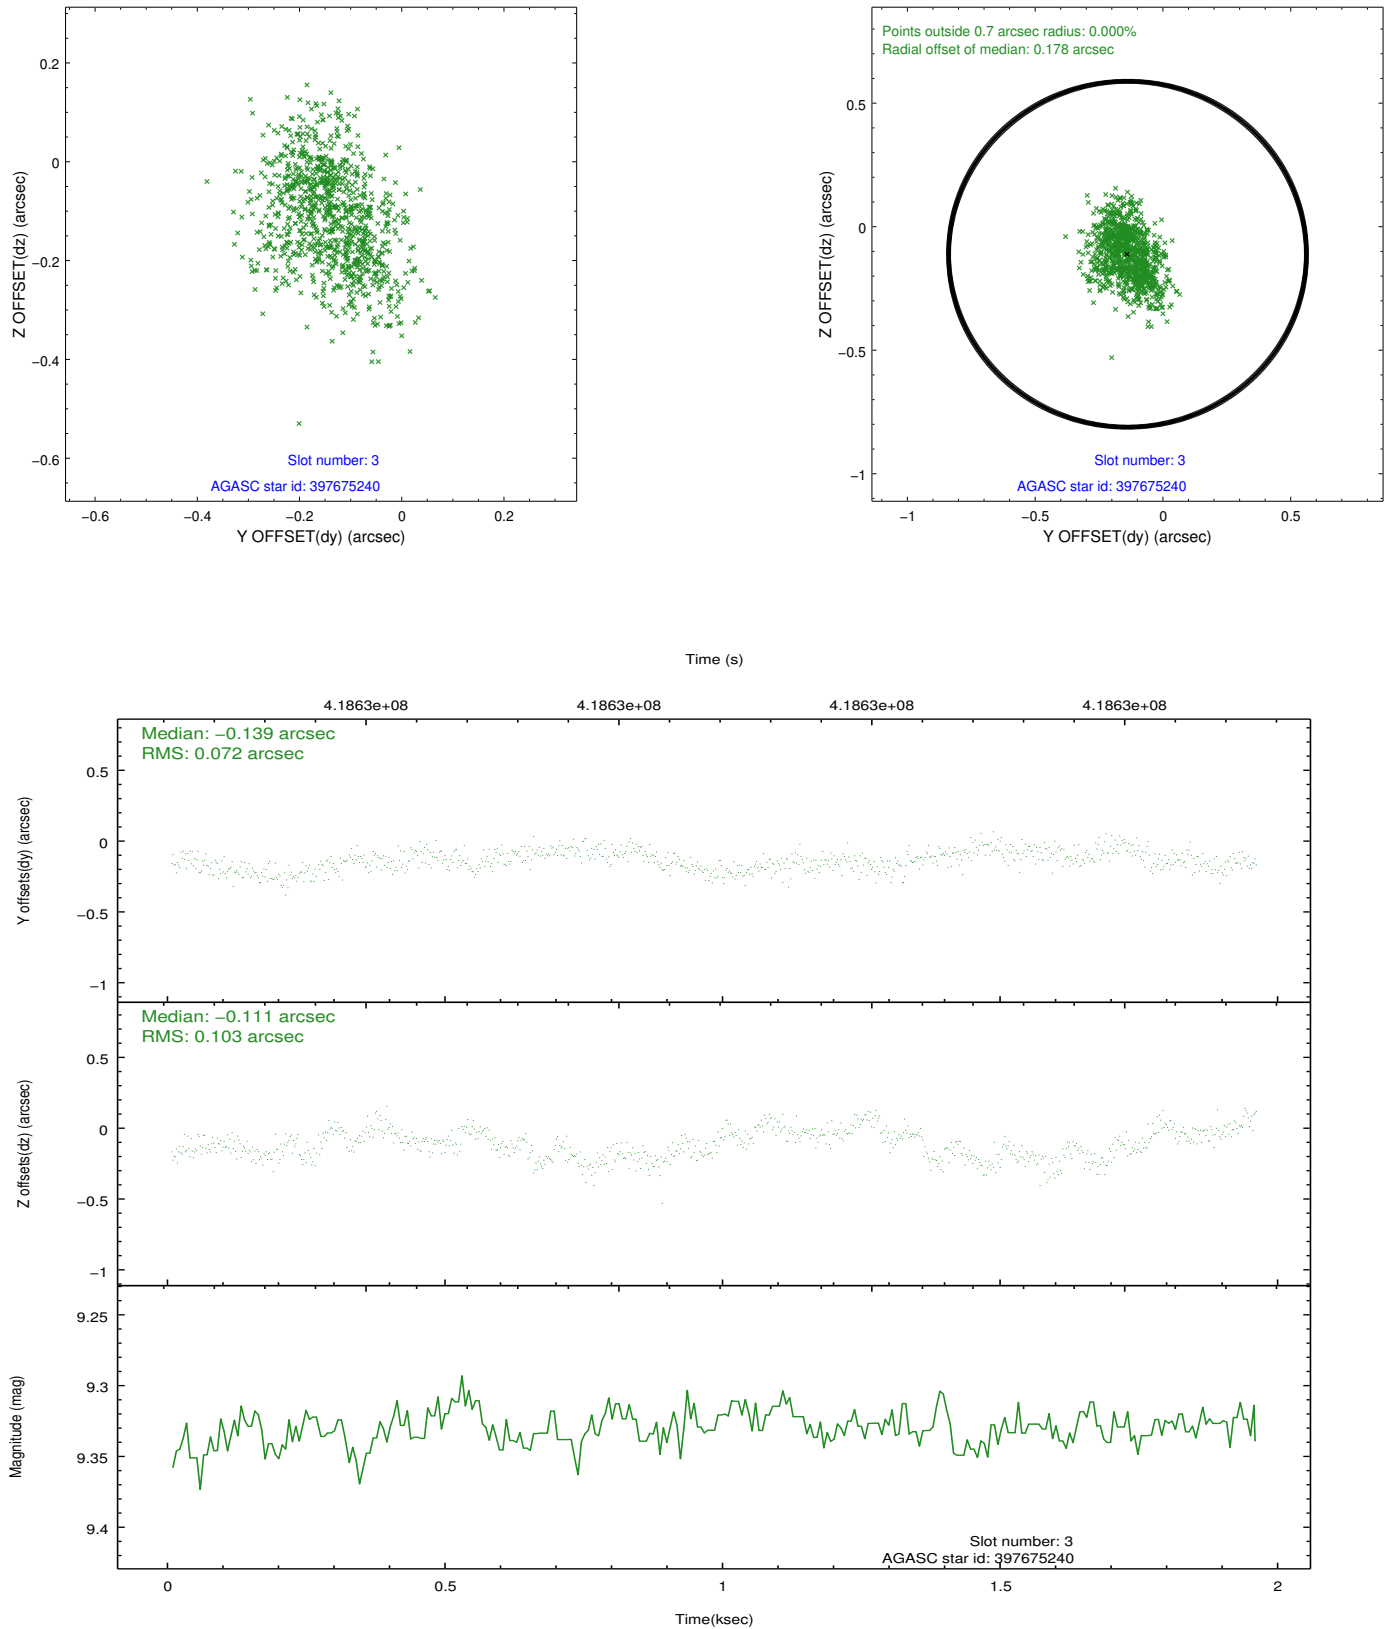 0.2
0
−0.2
−0.4
−0.6
Z OFFSET(dz) (arcsec)
Slot number: 3
AGASC star id: 397675240
−0.6
−0.4
−0.2
0
0.2
Y OFFSET(dy) (arcsec)
Points outside 0.7 arcsec radius: 0.000%
Radial offset of median: 0.178 arcsec
0.5
0
−0.5
−1
Z OFFSET(dz) (arcsec)
Slot number: 3
AGASC star id: 397675240
−1
−0.5
0
0.5
Y OFFSET(dy) (arcsec)
Time (s)
4.1863e+08
4.1863e+08
4.1863e+08
4.1863e+08
Median: −0.139 arcsec
RMS: 0.072 arcsec
0.5
0
−0.5
−1
Y offsets(dy) (arcsec)
Median: −0.111 arcsec
RMS: 0.103 arcsec
0.5
0
−0.5
−1
Z offsets(dz) (arcsec)
9.25
9.3
9.35
9.4
Magnitude (mag)
Slot number: 3
AGASC star id: 397675240
0
0.5
1
1.5
2
Time(ksec)